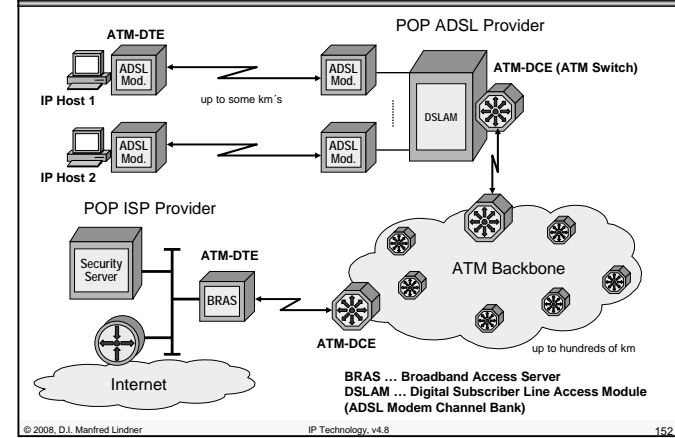 POP ADSL Provider
ATM-DTE
ATM-DCE (ATM Switch)
ADSL
Mod.
ADSL
Mod.
DSLAM
IP Host 1
up to some km´s
ADSL
Mod.
ADSL
Mod.
IP Host 2
POP ISP Provider
Security
Server
ATM-DTE
BRAS
ATM Backbone
ATM-DCE
up to hundreds of km
Internet
BRAS … Broadband Access Server
DSLAM … Digital Subscriber Line Access Module
(ADSL Modem Channel Bank)
© 2008, D.I. Manfred Lindner
IP Technology, v4.8
152